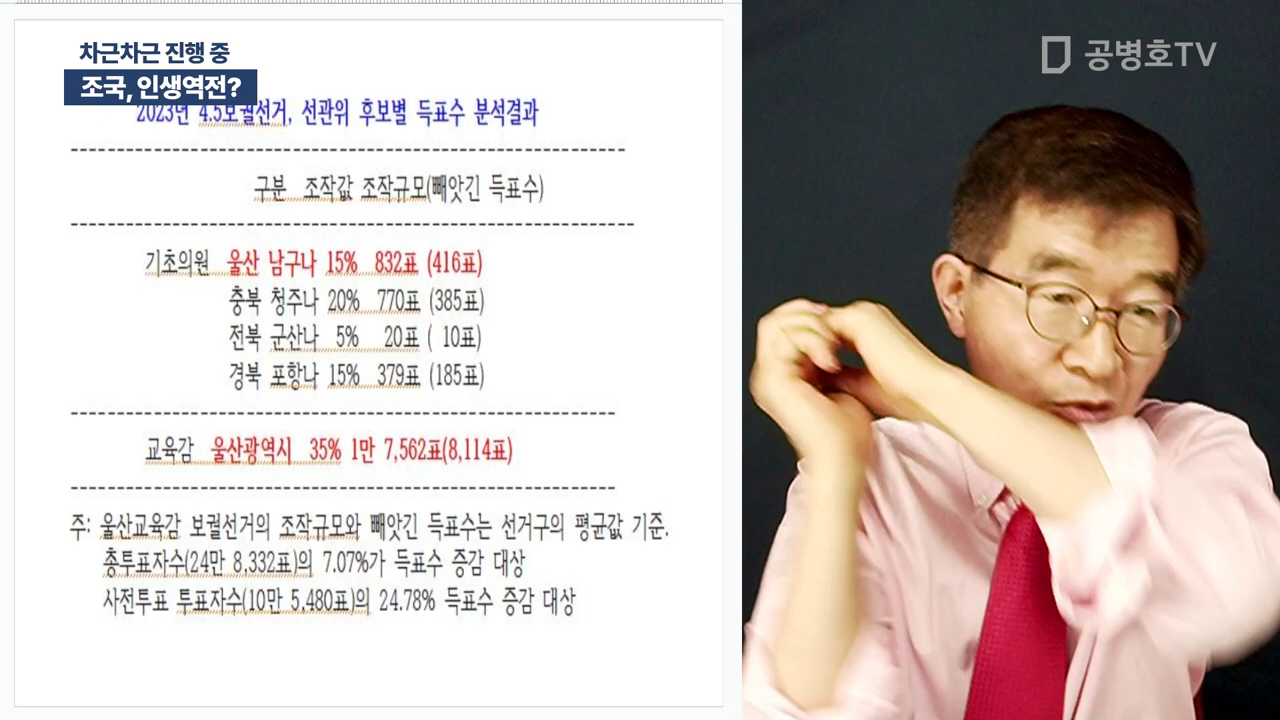 차근차근 진행 중
조국, 인생역전?
공병호TV
2023년 4.5보궐선거, 선관위 후보별 득표수 분석결과
구분 조작값 조작규모(빼앗긴 득표수)
기초의원 울산 남구나 15% 832표 (416표)
충북 청주나 20% 770표 (385표)
전북 군산나 5% 20표 ( 10표)
경북 포항나 15% 379표 (185표)
교육감 울산광역시 35% 1만 7,562표(8,114표)
주: 울산교육감 보궐선거의 조작규모와 빼앗긴 득표수는 선거구의 평균값 기준.
총투표자수(24만 8,332표)의 7.07%가 득표수 증감 대상
사전투표 투표자수(10만 5,480표)의 24.78% 득표수 증감 대상